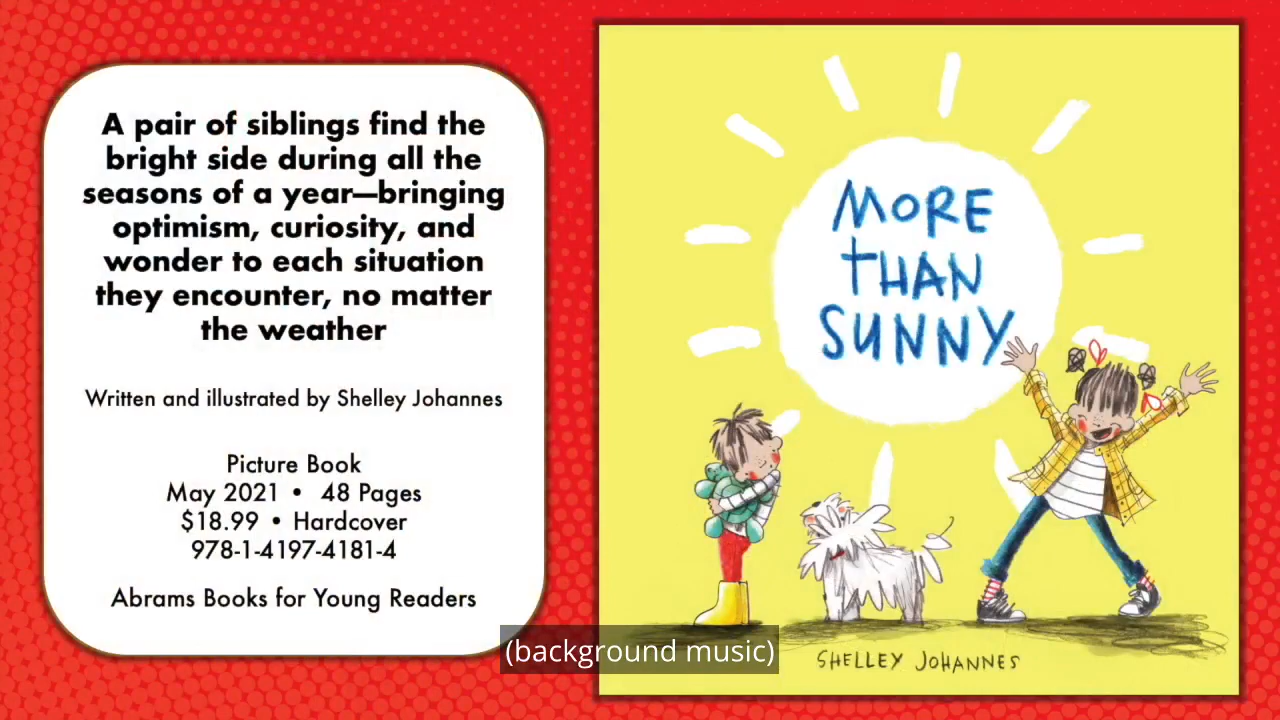 A pair of siblings find the
bright side during all the
seasons of a year—bringing
optimism, curiosity, and
wonder to each situation
they encounter, no matter
the weather
Written and illustrated by Shelley Johannes
Picture Book
May 2021 • 48 Pages
$18.99 • Hardcover
978-1-4197-4181-4
Abrams Books for Young Readers
MORE
THAN
SUNNY
SHELLEY JOHANNES
(background music)